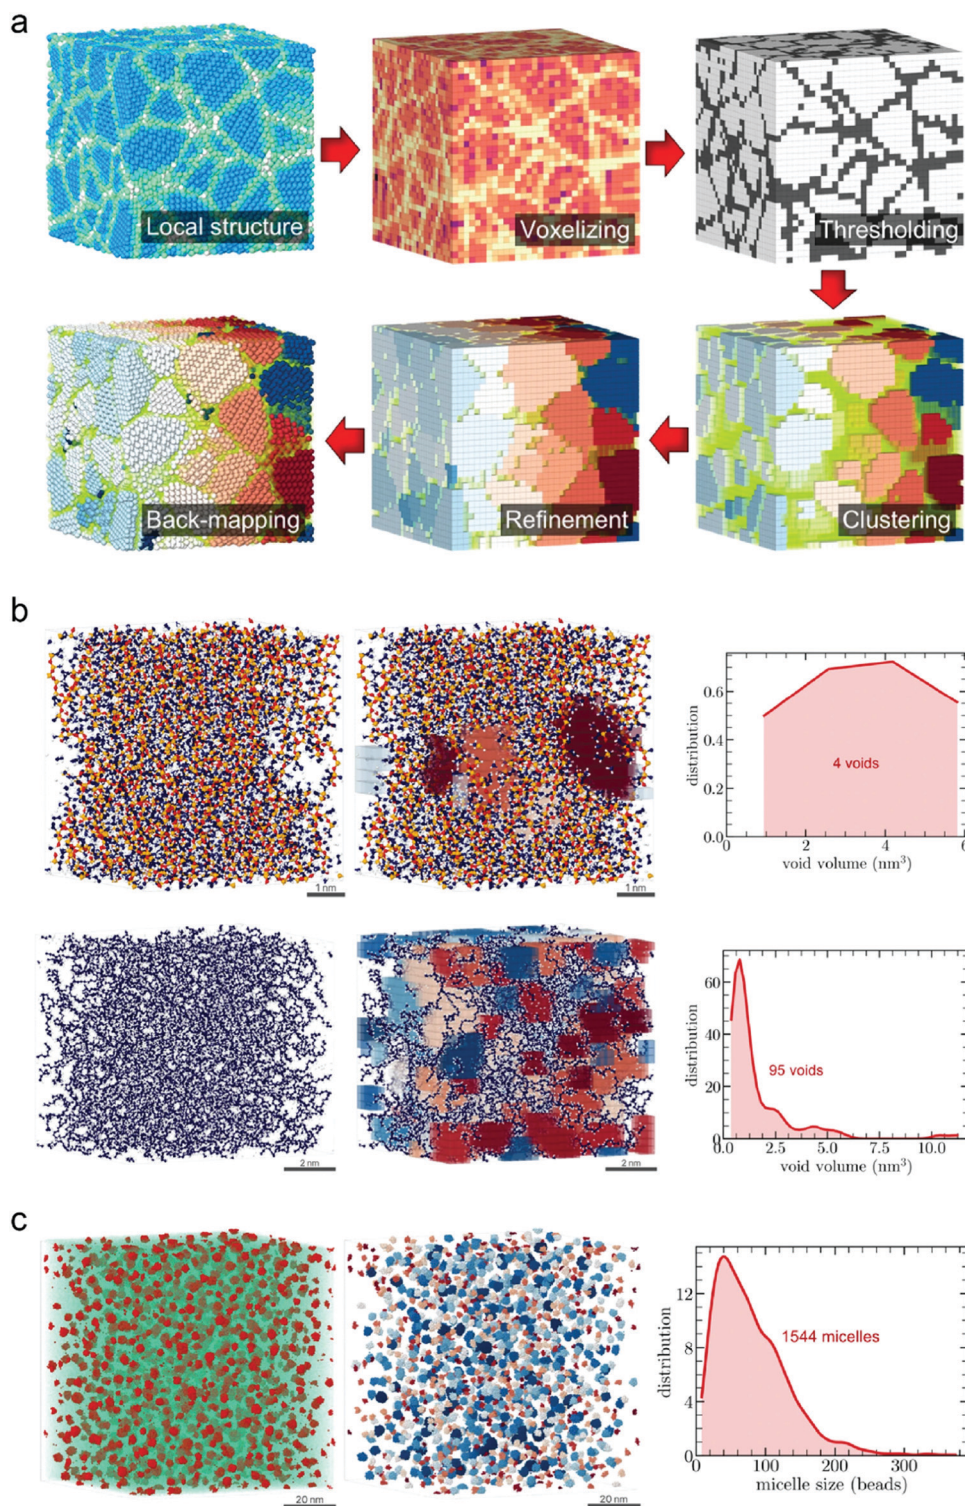 a
Local structure
Voxelizing
Thresholding
Back-mapping
Refinement
Clustering
b
1 nm
1 nm
distribution
0.6
0.4
0.2
0.0
4 voids
0 2 4 6
void volume (nm³)
2 nm
2 nm
distribution
60
40
20
0
95 voids
0.0 2.5 5.0 7.5 10.0
void volume (nm³)
c
20 nm
20 nm
distribution
12
8
4
0
1544 micelles
0 100 200 300
micelle size (beads)